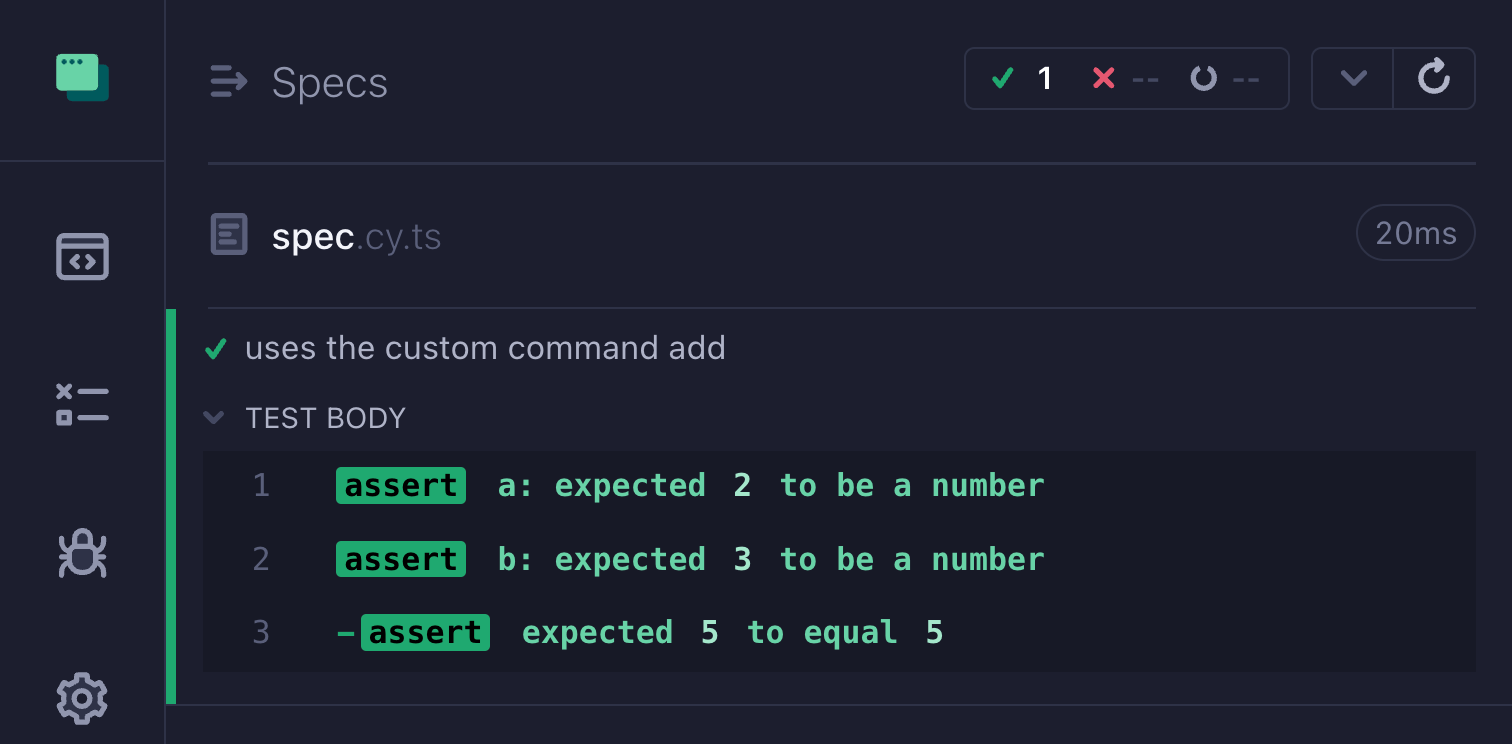 Specs 1 -- --
spec.cy.ts 20ms
uses the custom command add
TEST BODY
1 assert a: expected 2 to be a number
2 assert b: expected 3 to be a number
3 -assert expected 5 to equal 5